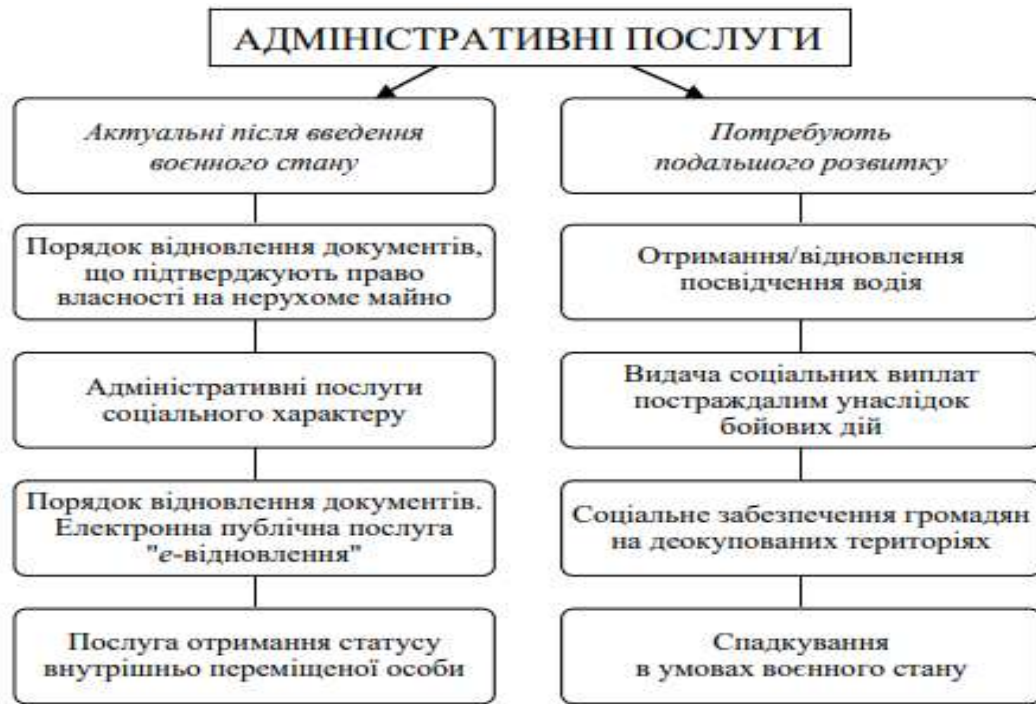 АДМІНІСТРАТИВНІ ПОСЛУГИ
Актуальні після введення
воєнного стану
Порядок відновлення документів,
що підтверджують право
власності на нерухоме майно
Адміністративні послуги
соціального характеру
Порядок відновлення документів.
Електронна публічна послуга
"е-відновлення"
Послуга отримання статусу
внутрішньо переміщеної особи
Потребують
подальшого розвитку
Отримання/відновлення
посвідчення водія
Видача соціальних виплат
постраждалим унаслідок
бойових дій
Соціальне забезпечення громадян
на деокупованих територіях
Спадкування
в умовах воєнного стану